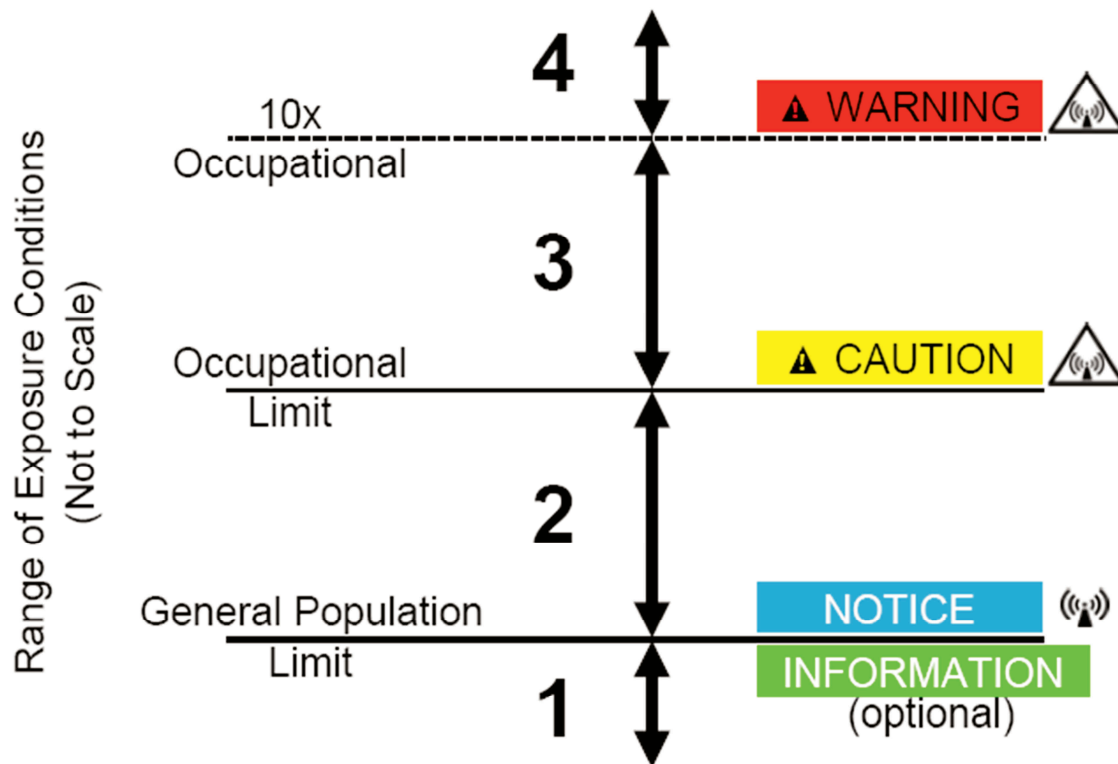 4
10x
⚠ WARNING
Occupational
3
Occupational
⚠ CAUTION
Limit
2
General Population
NOTICE
Limit
INFORMATION
(optional)
1
Range of Exposure Conditions
(Not to Scale)